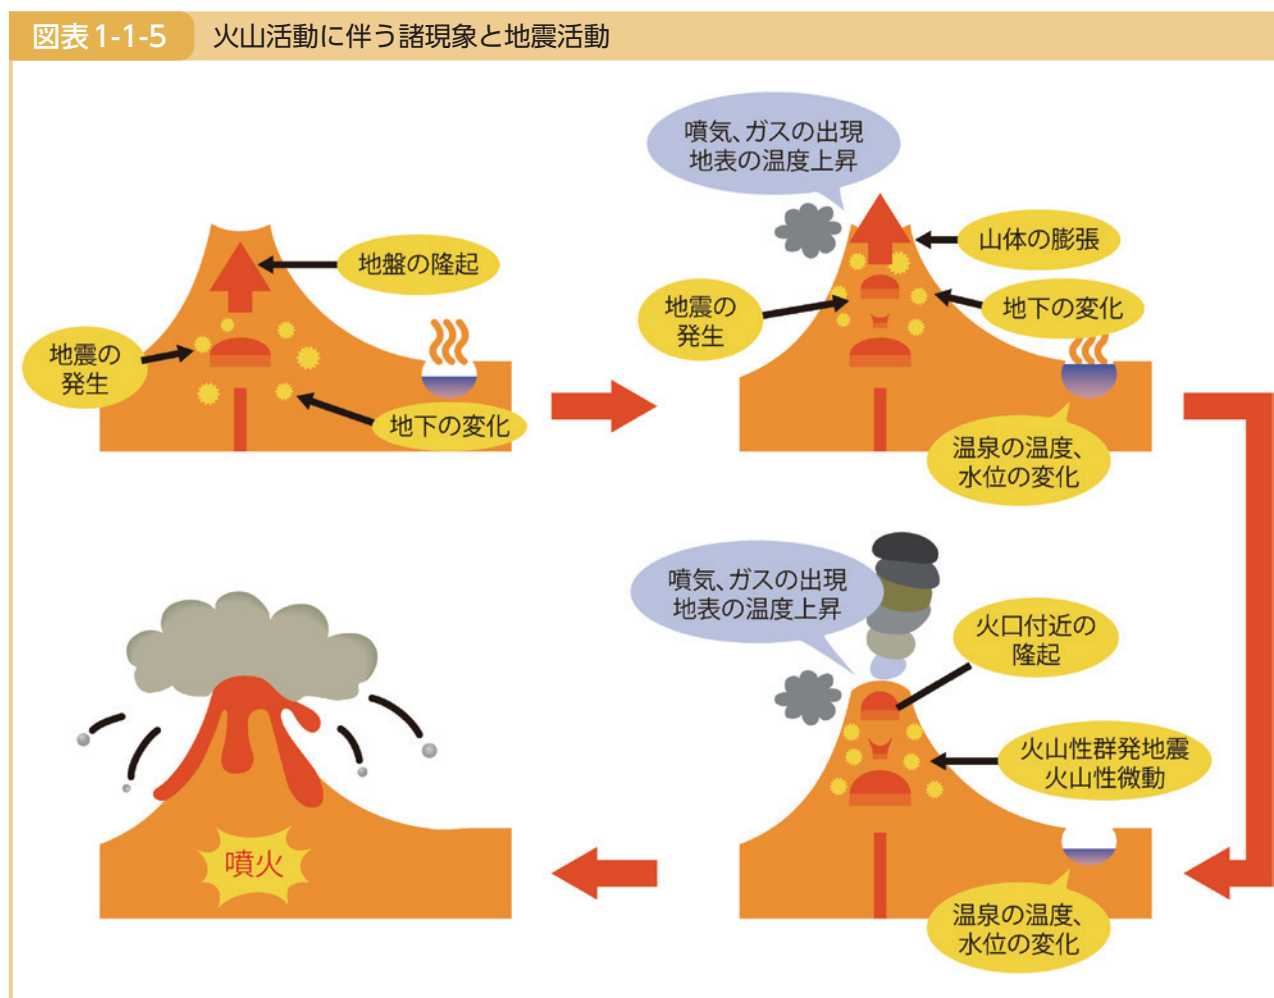 図表1-1-5 火山活動に伴う諸現象と地震活動
地盤の隆起
地震の
発生
地下の変化
噴気、ガスの出現
地表の温度上昇
山体の膨張
地震の
発生
地下の変化
温泉の温度、
水位の変化
噴気、ガスの出現
地表の温度上昇
火口付近の
隆起
火山性群発地震
火山性微動
温泉の温度、
水位の変化
噴火